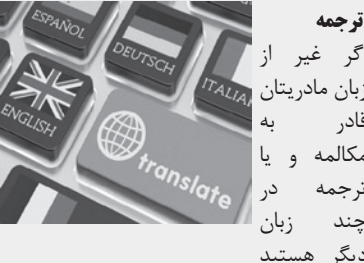 ترجمه
گر غیر از
زبان مادریتان
قادر به
مکالمه و یا
ترجمه در
چند زبان
دیگر هستید
ESPAÑOL
DEUTSCH
ITALIA
ENGLISH
translate